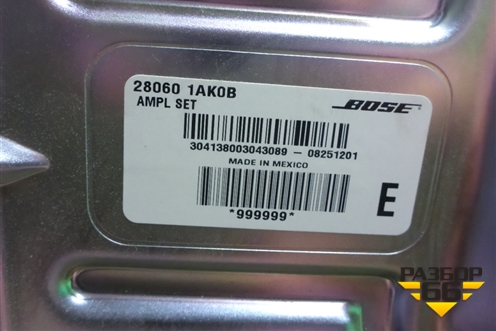 28060 1AK0B
AMPL SET
BOSE
304138003043089 – 08251201
MADE IN MEXICO
*999999*
E
РАЗБОР
66